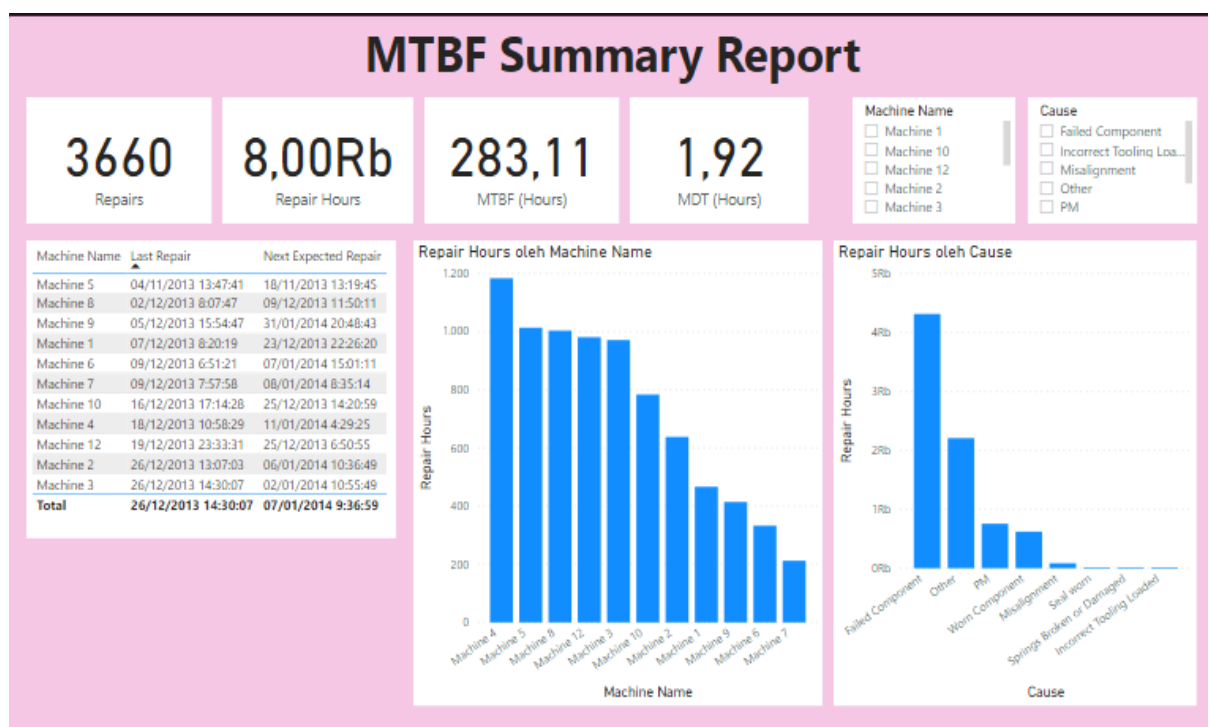 MTBF Summary Report
3660
Repairs
8,00Rb
Repair Hours
283,11
MTBF (Hours)
1,92
MDT (Hours)
Machine Name
Machine 1
Machine 10
Machine 12
Machine 2
Machine 3
Cause
Failed Component
Incorrect Tooling Loa...
Misalignment
Other
PM
Machine Name Last Repair Next Expected Repair
Machine 5 04/11/2013 13:47:41 18/11/2013 13:19:45
Machine 8 02/12/2013 8:07:47 09/12/2013 11:50:11
Machine 9 05/12/2013 15:54:47 31/01/2014 20:48:43
Machine 1 07/12/2013 8:20:19 23/12/2013 22:26:20
Machine 6 09/12/2013 6:51:21 07/01/2014 15:01:11
Machine 7 09/12/2013 7:57:58 08/01/2014 8:35:14
Machine 10 16/12/2013 17:14:28 25/12/2013 14:20:59
Machine 4 18/12/2013 10:58:29 11/01/2014 4:29:25
Machine 12 19/12/2013 23:33:31 25/12/2013 6:50:55
Machine 2 26/12/2013 13:07:03 06/01/2014 10:36:49
Machine 3 26/12/2013 14:30:07 02/01/2014 10:55:49
Total 26/12/2013 14:30:07 07/01/2014 9:36:59
Repair Hours oleh Machine Name
Repair Hours
1.200
1.000
800
600
400
200
0
Machine 4
Machine 5
Machine 8
Machine 12
Machine 3
Machine 10
Machine 2
Machine 1
Machine 9
Machine 6
Machine 7
Machine Name
Repair Hours oleh Cause
Repair Hours
5Rb
4Rb
3Rb
2Rb
1Rb
0Rb
Failed Component
Other
PM
Worn Component
Misalignment
Seal worn
Springs Broken or Damaged
Incorrect Tooling Loaded
Cause